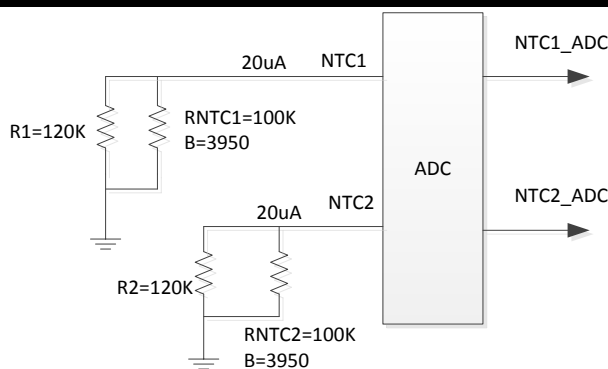 NTC1_ADC
20uA
NTC1
R1=120K
RNTC1=100K
B=3950
ADC
NTC2_ADC
20uA
NTC2
R2=120K
RNTC2=100K
B=3950